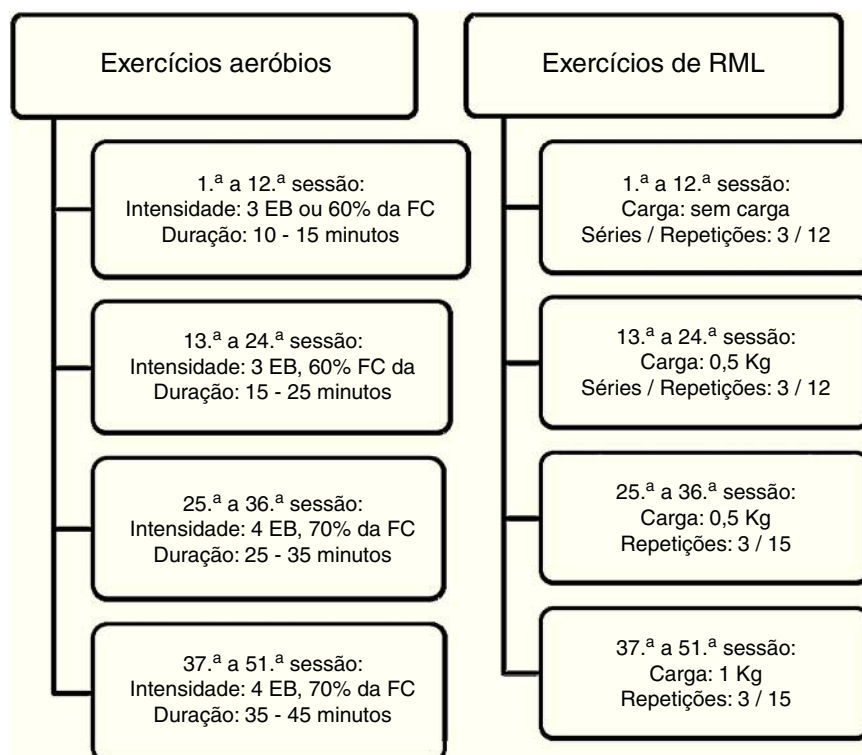 Exercícios aeróbios
1.ª a 12.ª sessão:
Intensidade: 3 EB ou 60% da FC
Duração: 10 - 15 minutos
13.ª a 24.ª sessão:
Intensidade: 3 EB, 60% FC da
Duração: 15 - 25 minutos
25.ª a 36.ª sessão:
Intensidade: 4 EB, 70% da FC
Duração: 25 - 35 minutos
37.ª a 51.ª sessão:
Intensidade: 4 EB, 70% da FC
Duração: 35 - 45 minutos
Exercícios de RML
1.ª a 12.ª sessão:
Carga: sem carga
Séries / Repetições: 3 / 12
13.ª a 24.ª sessão:
Carga: 0,5 Kg
Séries / Repetições: 3 / 12
25.ª a 36.ª sessão:
Carga: 0,5 Kg
Repetições: 3 / 15
37.ª a 51.ª sessão:
Carga: 1 Kg
Repetições: 3 / 15